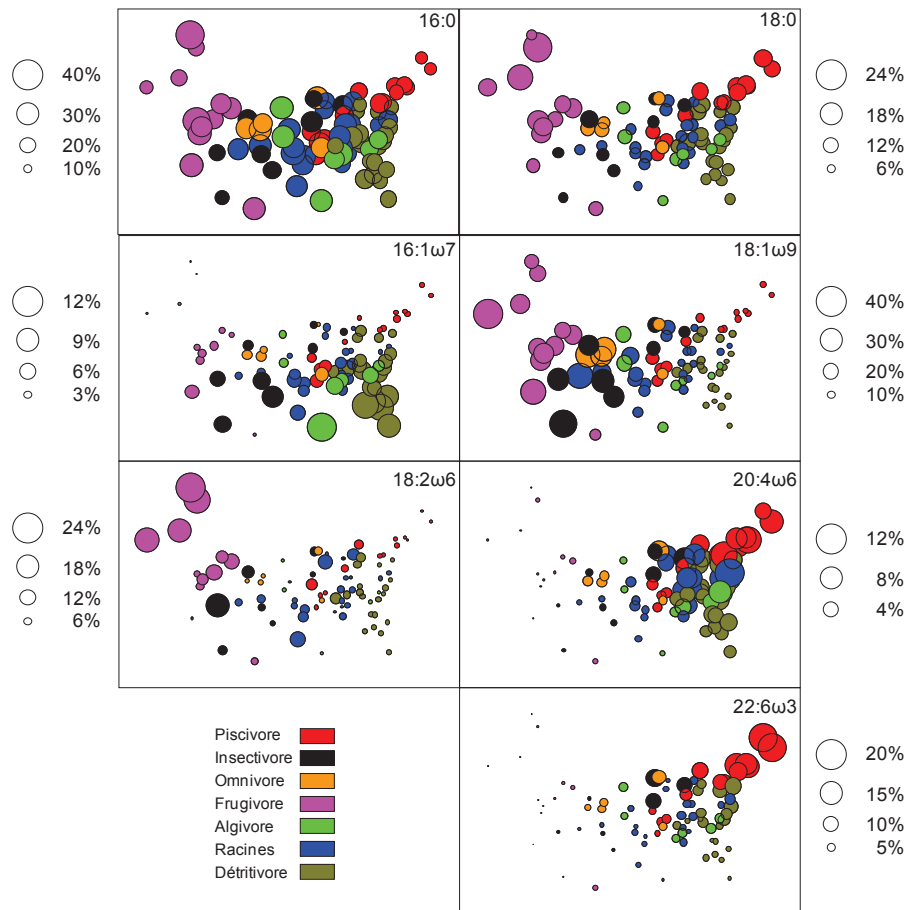 16:0
18:0
40%
30%
20%
10%
24%
18%
12%
6%
16:1ω7
18:1ω9
12%
9%
6%
3%
40%
30%
20%
10%
18:2ω6
20:4ω6
24%
18%
12%
6%
12%
8%
4%
22:6ω3
Piscivore
Insectivore
Omnivore
Frugivore
Algivore
Racines
Détritivore
20%
15%
10%
5%